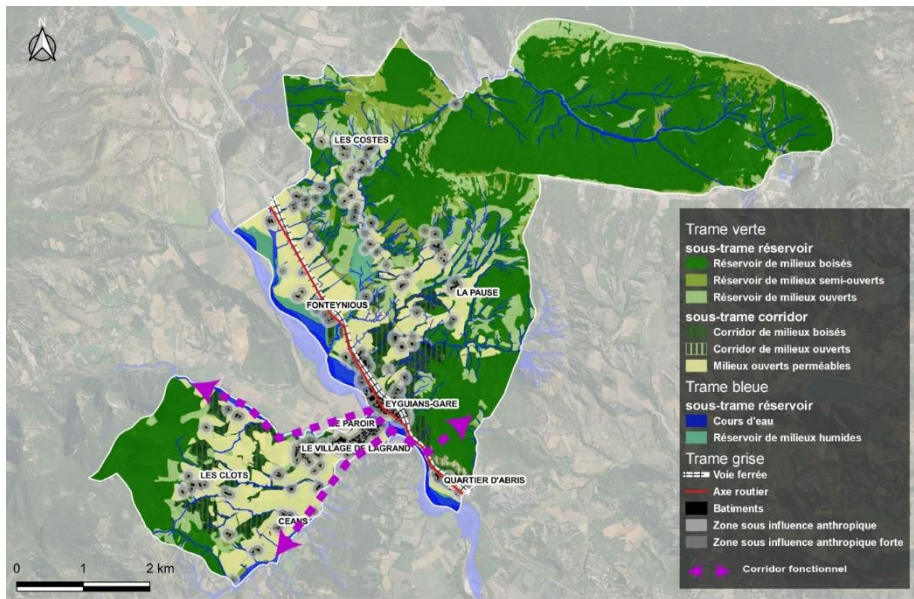 N
LES COSTES
LA PAUSE
FONTEYNIOUS
EYGUIANS-GARE
PAROIR
LE VILLAGE DE LAGRAND
LES CLOTS
QUARTIER D'ABRIS
CEANS
0 1 2 km
Trame verte
sous-trame réservoir
Réservoir de milieux boisés
Réservoir de milieux semi-ouverts
Réservoir de milieux ouverts
sous-trame corridor
Corridor de milieux boisés
Corridor de milieux ouverts
Milieux ouverts perméables
Trame bleue
sous-trame réservoir
Cours d'eau
Réservoir de milieux humides
Trame grise
Voie ferrée
Axe routier
Batiments
Zone sous influence anthropique
Zone sous influence anthropique forte
Corridor fonctionnel